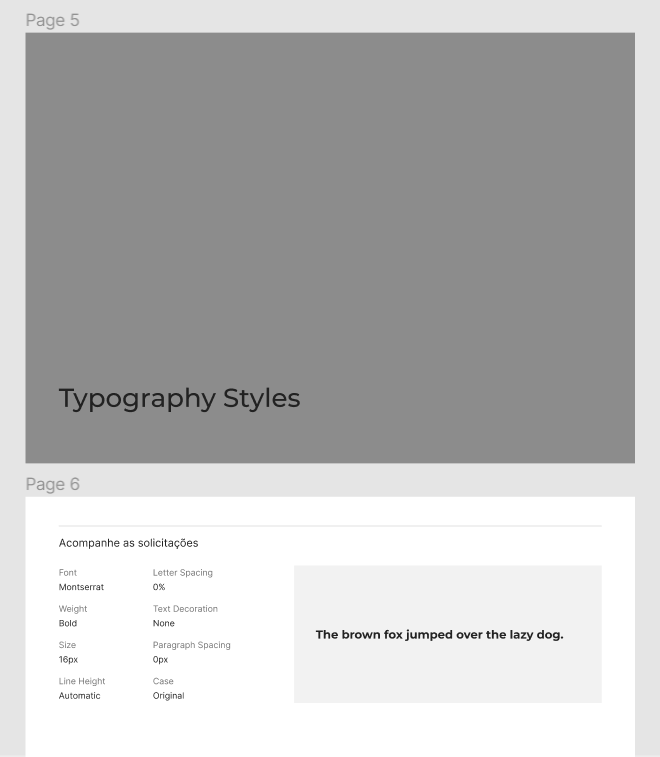 Page 5
Typography Styles
Page 6
Acompanhe as solicitações
Font
Montserrat
Letter Spacing
0%
Weight
Bold
Text Decoration
None
Size
16px
Paragraph Spacing
0px
Line Height
Automatic
Case
Original
The brown fox jumped over the lazy dog.